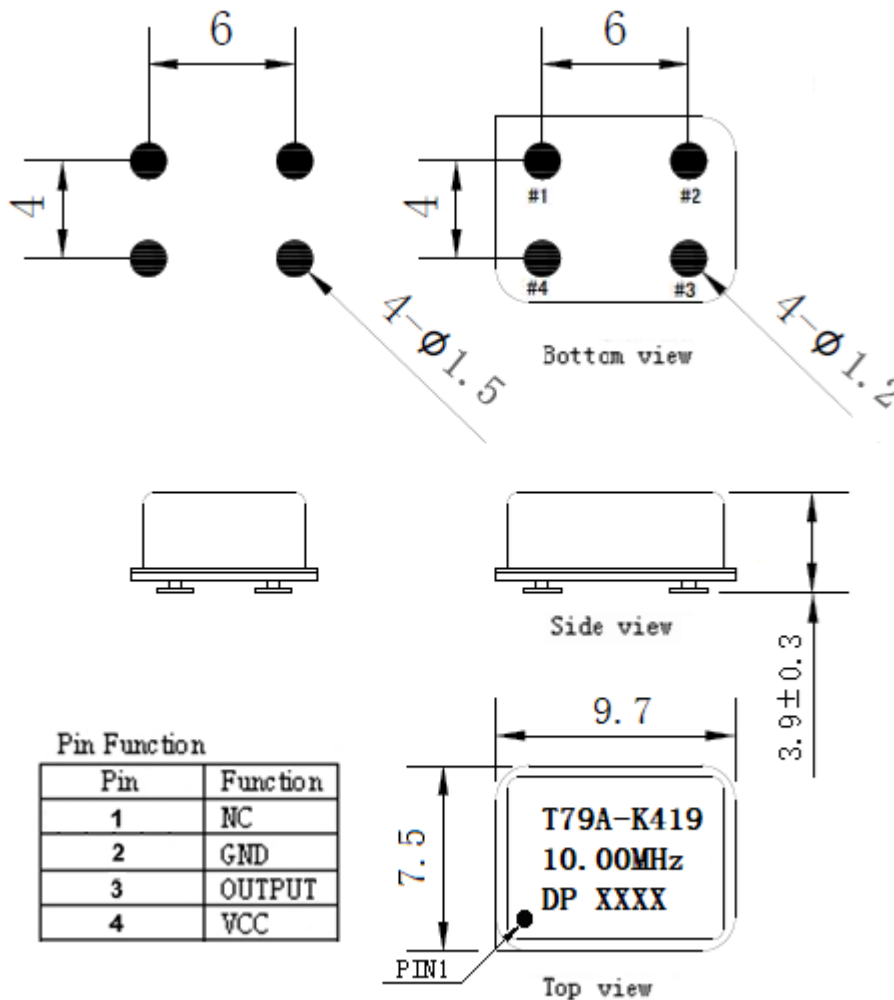 6
6
4
4
#1
#2
#4
#3
4-Ø1.5
4-Ø1.2
Bottom view
Side view
3.9±0.3
9.7
7.5
Pin Function
Pin Function
1 NC
2 GND
3 OUTPUT
4 VCC
T79A-K419
10.00MHz
DP XXXX
PIN1
Top view